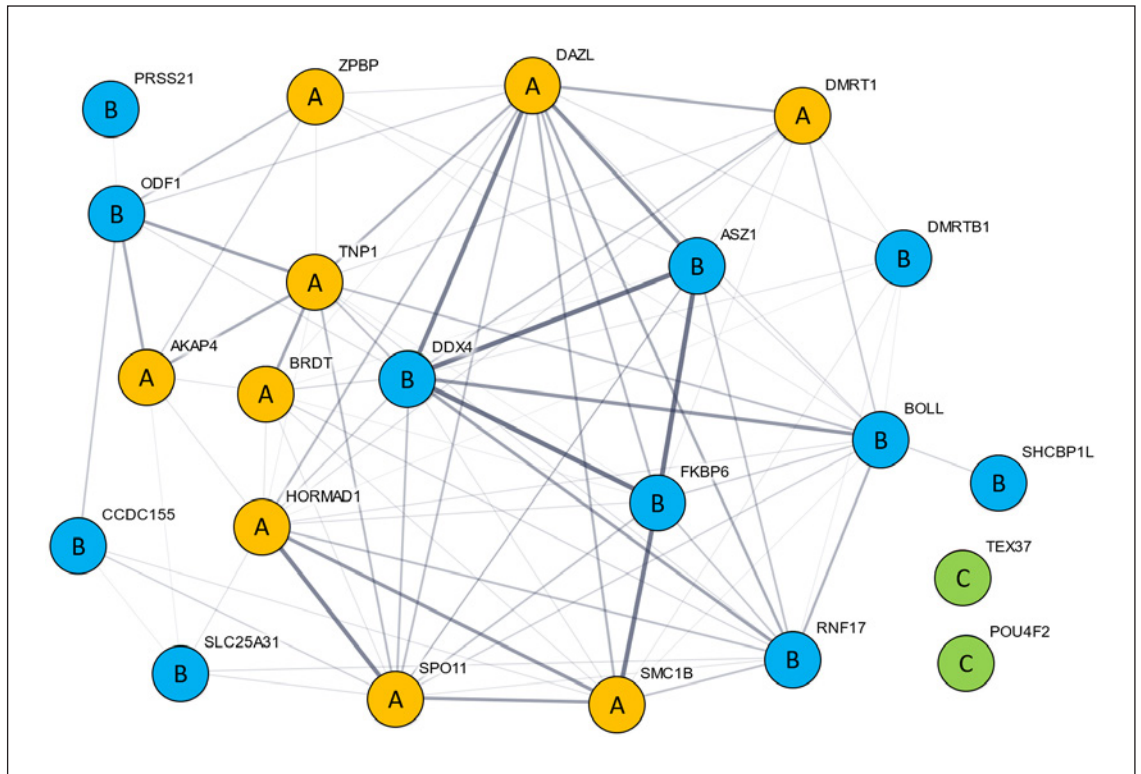 DAZL
A
ZPBP
A
DMRT1
A
PRSS21
B
ODF1
B
DMRTB1
B
ASZ1
B
TNP1
A
DDX4
B
AKAP4
A
BRDT
A
BOLL
B
SHCBP1L
B
FKBP6
B
HORMAD1
A
CCDC155
B
TEX37
C
POU4F2
C
RNF17
B
SLC25A31
B
SPO11
A
SMC1B
A